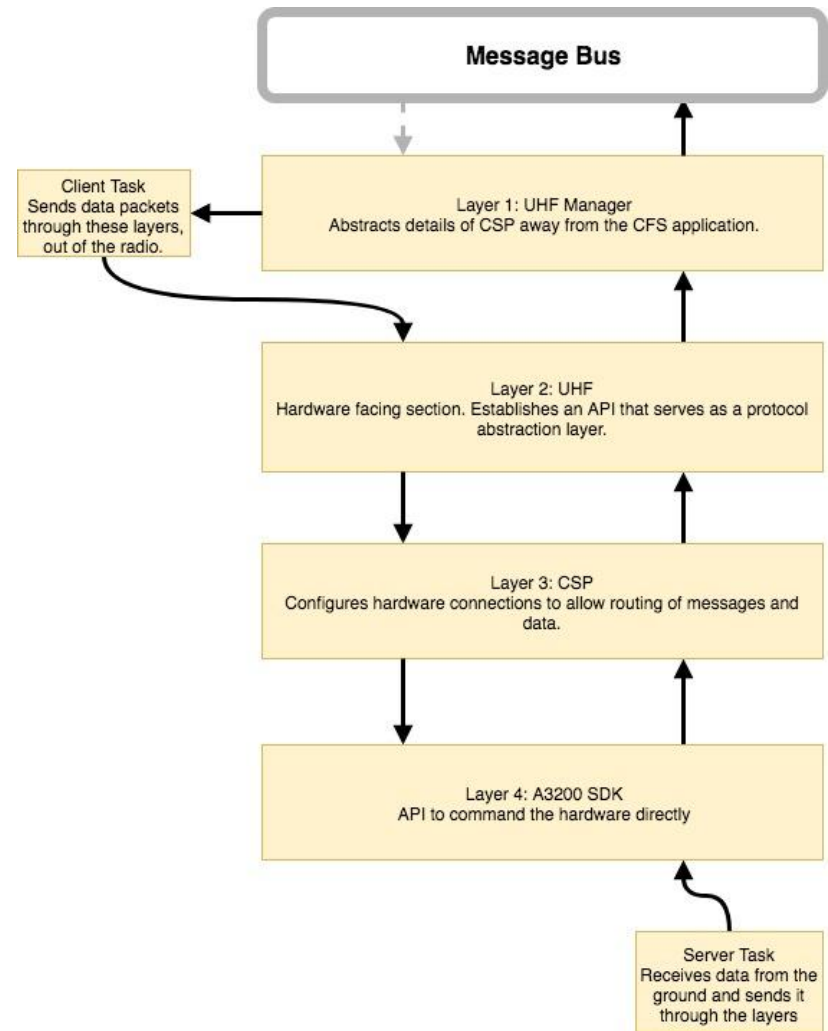 Message Bus
Client Task
Sends data packets
through these layers,
out of the radio.
Layer 1: UHF Manager
Abstracts details of CSP away from the CFS application.
Layer 2: UHF
Hardware facing section. Establishes an API that serves as a protocol
abstraction layer.
Layer 3: CSP
Configures hardware connections to allow routing of messages and
data.
Layer 4: A3200 SDK
API to command the hardware directly
Server Task
Receives data from the
ground and sends it
through the layers